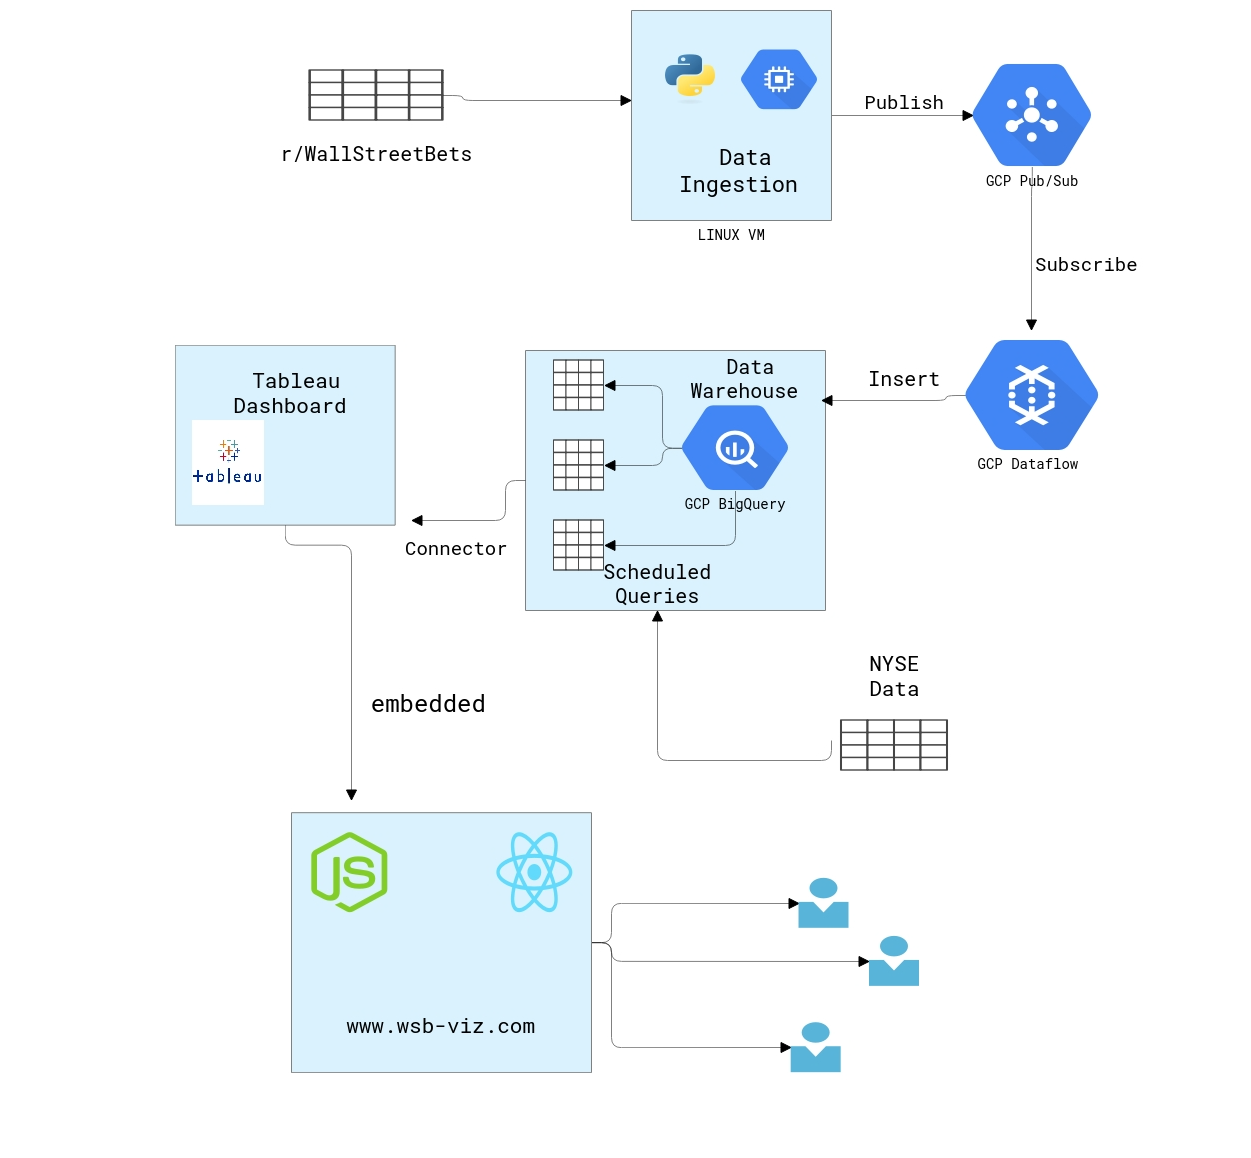 r/WallStreetBets
Data
Ingestion
LINUX VM
Publish
GCP Pub/Sub
Subscribe
GCP Dataflow
Insert
Data
Warehouse
GCP BigQuery
Scheduled
Queries
Connector
Tableau
Dashboard
+ableau
NYSE
Data
embedded
JS
www.wsb-viz.com